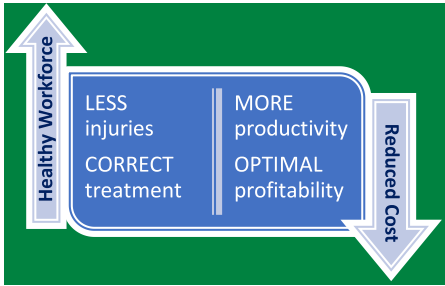 Healthy Workforce
LESS
injuries
CORRECT
treatment
MORE
productivity
OPTIMAL
profitability
Reduced Cost